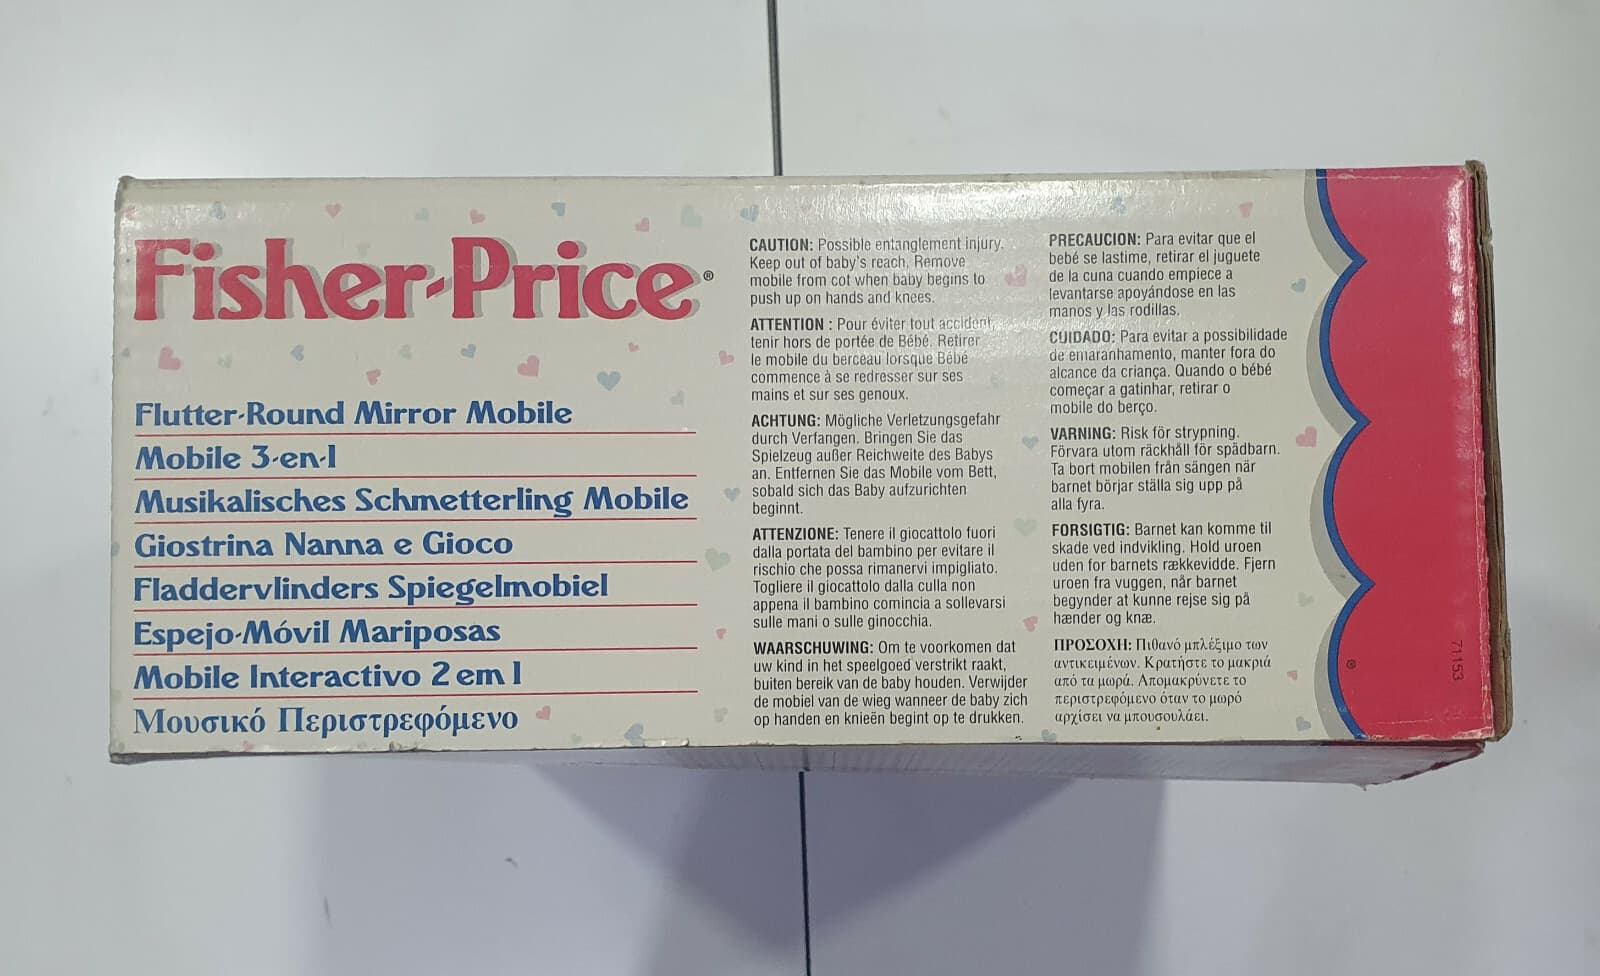 Fisher-Price®
Flutter-Round Mirror Mobile
Mobile 3-en-1
Musikalisches Schmetterling Mobile
Giostrina Nanna e Gioco
Fladdervlinders Spiegelmobiel
Espejo-Móvil Mariposas
Mobile Interactivo 2 em 1
Μουσικό Περιστρεφόμενο
CAUTION: Possible entanglement injury.
Keep out of baby's reach. Remove
mobile from cot when baby begins to
push up on hands and knees.
ATTENTION : Pour éviter tout accident,
tenir hors de portée de Bébé. Retirer
le mobile du berceau lorsque Bébé
commence à se redresser sur ses
mains et sur ses genoux.
ACHTUNG: Mögliche Verletzungsgefahr
durch Verfangen. Bringen Sie das
Spielzeug außer Reichweite des Babys
an. Entfernen Sie das Mobile vom Bett,
sobald sich das Baby aufzurichten
beginnt.
ATTENZIONE: Tenere il giocattolo fuori
dalla portata del bambino per evitare il
rischio che possa rimanervi impigliato.
Togliere il giocattolo dalla culla non
appena il bambino comincia a sollevarsi
sulle mani o sulle ginocchia.
WAARSCHUWING: Om te voorkomen dat
uw kind in het speelgoed verstrikt raakt,
buiten bereik van de baby houden. Verwijder
de mobiel van de wieg wanneer de baby zich
op handen en knieën begint op te drukken.
PRECAUCION: Para evitar que el
bebé se lastime, retirar el juguete
de la cuna cuando empiece a
levantarse apoyándose en las
manos y las rodillas.
CUIDADO: Para evitar a possibilidade
de emaranhamento, manter fora do
alcance da criança. Quando o bébé
começar a gatinhar, retirar o
mobile do berço.
VARNING: Risk för strypning.
Förvara utom räckhåll för spädbarn.
Ta bort mobilen från sängen när
barnet börjar ställa sig upp på
alla fyra.
FORSIGTIG: Barnet kan komme til
skade ved indvikling. Hold uroen
uden for barnets rækkevidde. Fjern
uroen fra vuggen, når barnet
begynder at kunne rejse sig på
hænder og knæ.
ΠΡΟΣΟΧΗ: Πιθανό μπλέξιμο των
αντικειμένων. Κρατήστε το μακριά
από τα μωρά. Απομακρύνετε το
περιστρεφόμενο όταν το μωρό
αρχίσει να μπουσουλάει.
®
71153